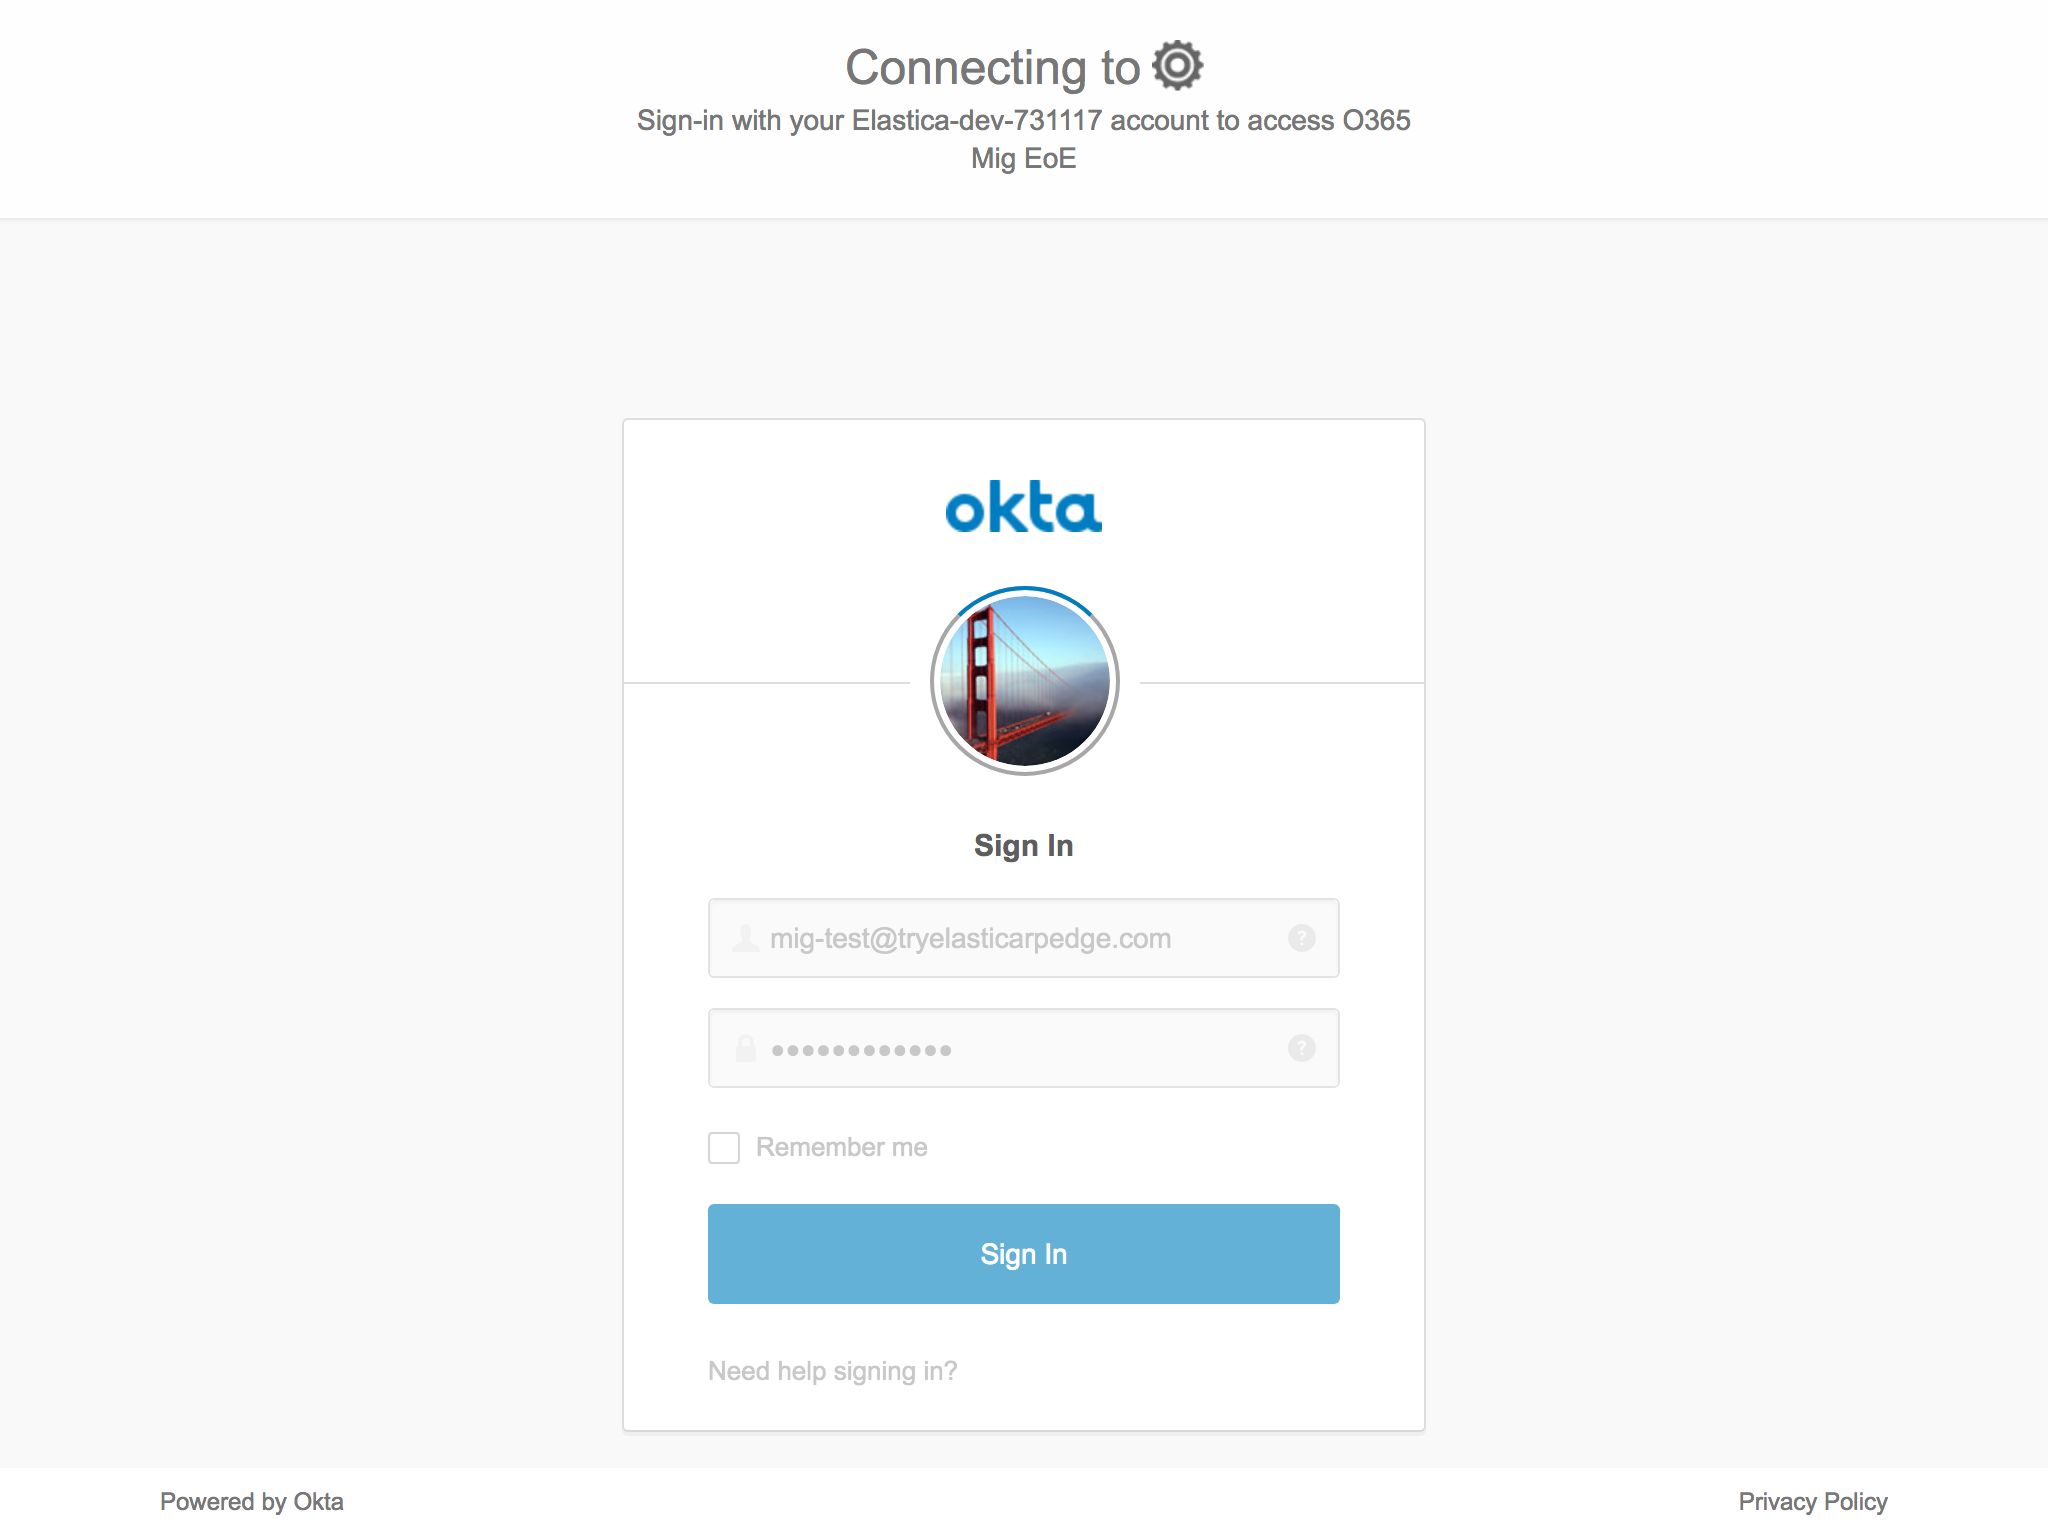 Connecting to
Sign-in with your Elastica-dev-731117 account to access O365
Mig EoE
okta
Sign In
mig-test@tryelasticarpedge.com
?
••••••••••••
?
Remember me
Sign In
Need help signing in?
Powered by Okta
Privacy Policy